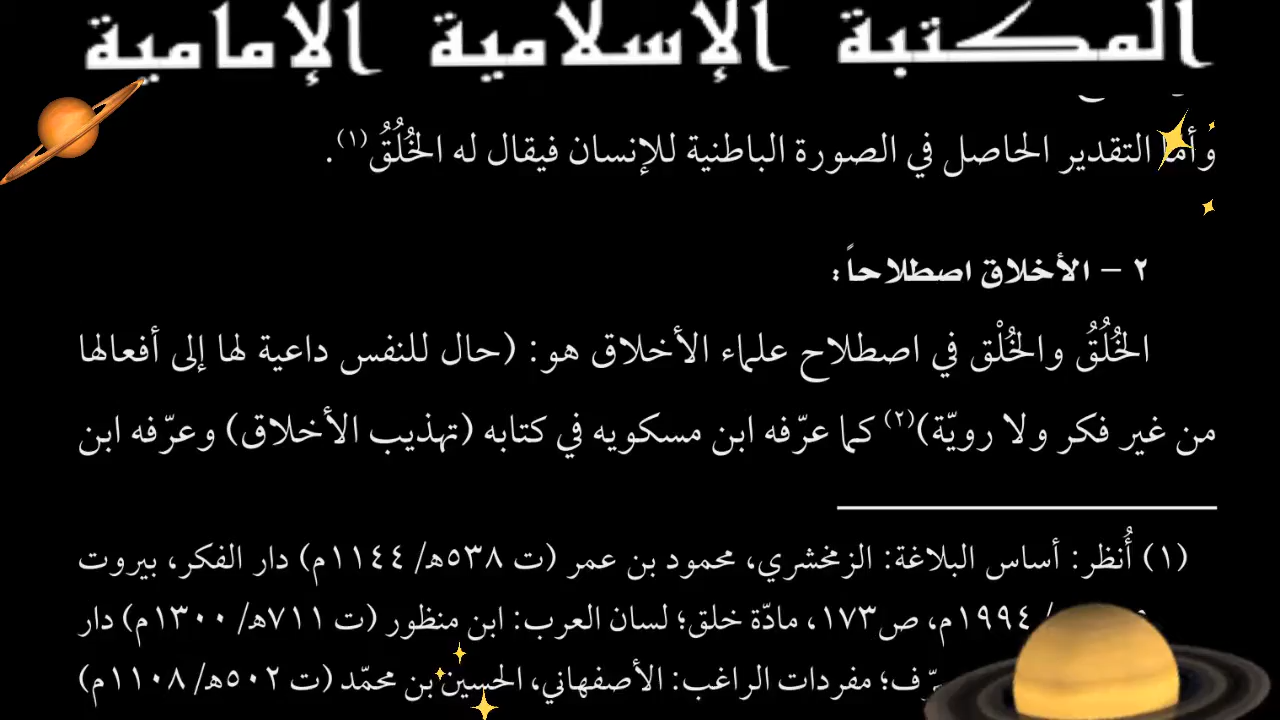 المكتبة الإسلامية الإمامية
وأما التقدير الحاصل في الصورة الباطنية للإنسان فيقال له الخُلُقُ(١).
٢ – الأخلاق اصطلاحاً:
الخُلُقُ والخُلْق في اصطلاح علماء الأخلاق هو: (حال للنفس داعية لها إلى أفعالها
من غير فكر ولا رويّة)(٢) كما عرّفه ابن مسكويه في كتابه (تهذيب الأخلاق) وعرّفه ابن
(١) أُنظر: أساس البلاغة: الزمخشري، محمود بن عمر (ت ٥٣٨هـ/ ١١٤٤م) دار الفكر، بيروت
/ ١٩٩٤م، ص١٧٣، مادّة خلق؛ لسان العرب: ابن منظور (ت ٧١١هـ/ ١٣٠٠م) دار
؛ مفردات الراغب: الأصفهاني، الحسين بن محمّد (ت ٥٠٢هـ/ ١١٠٨م)